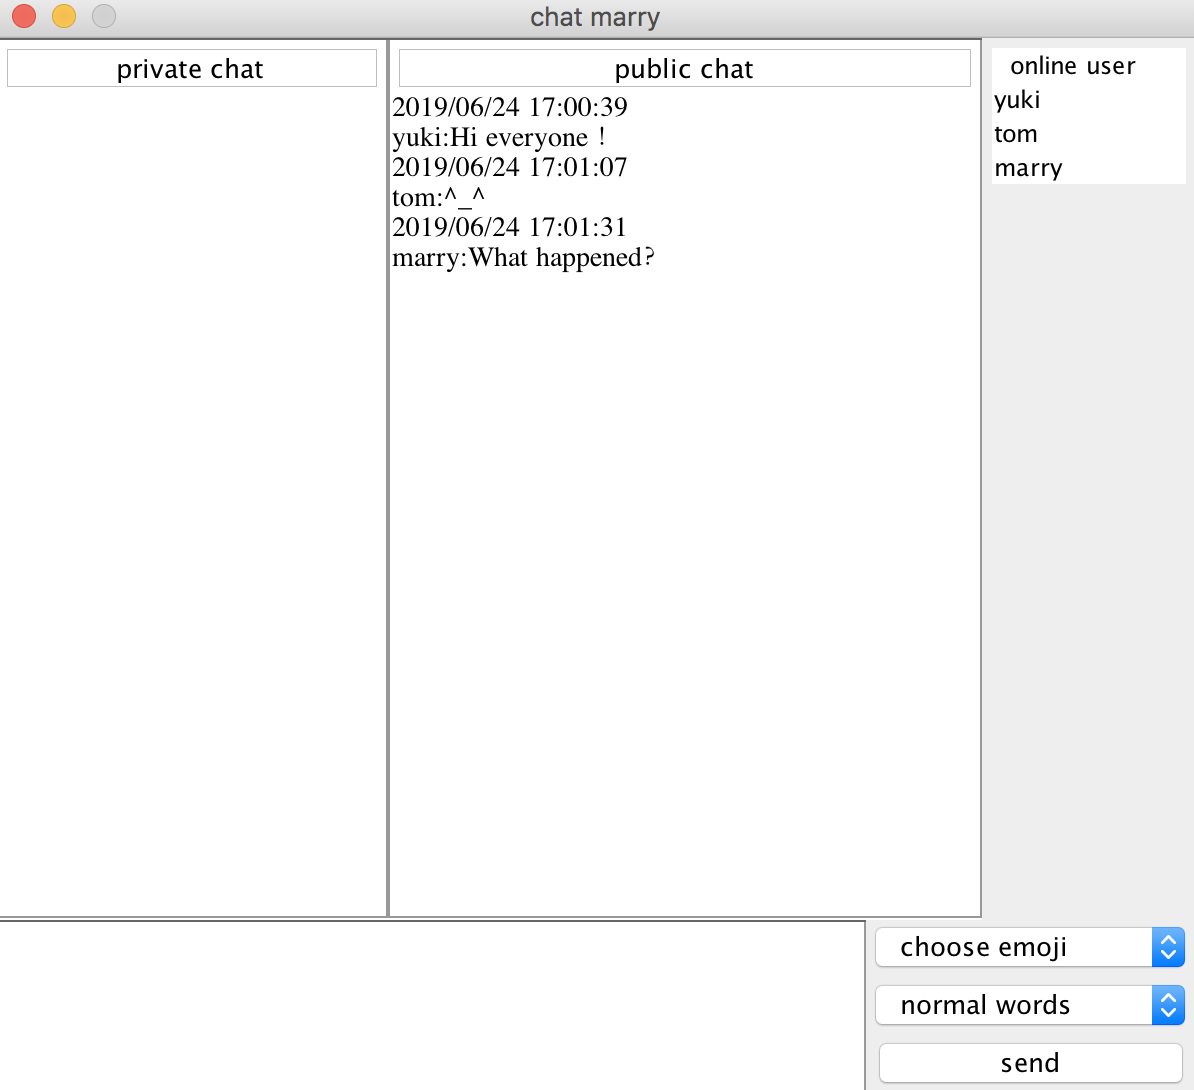 chat marry
private chat
public chat
2019/06/24 17:00:39
yuki:Hi everyone !
2019/06/24 17:01:07
tom:^_^
2019/06/24 17:01:31
marry:What happened?
online user
yuki
tom
marry
choose emoji
normal words
send